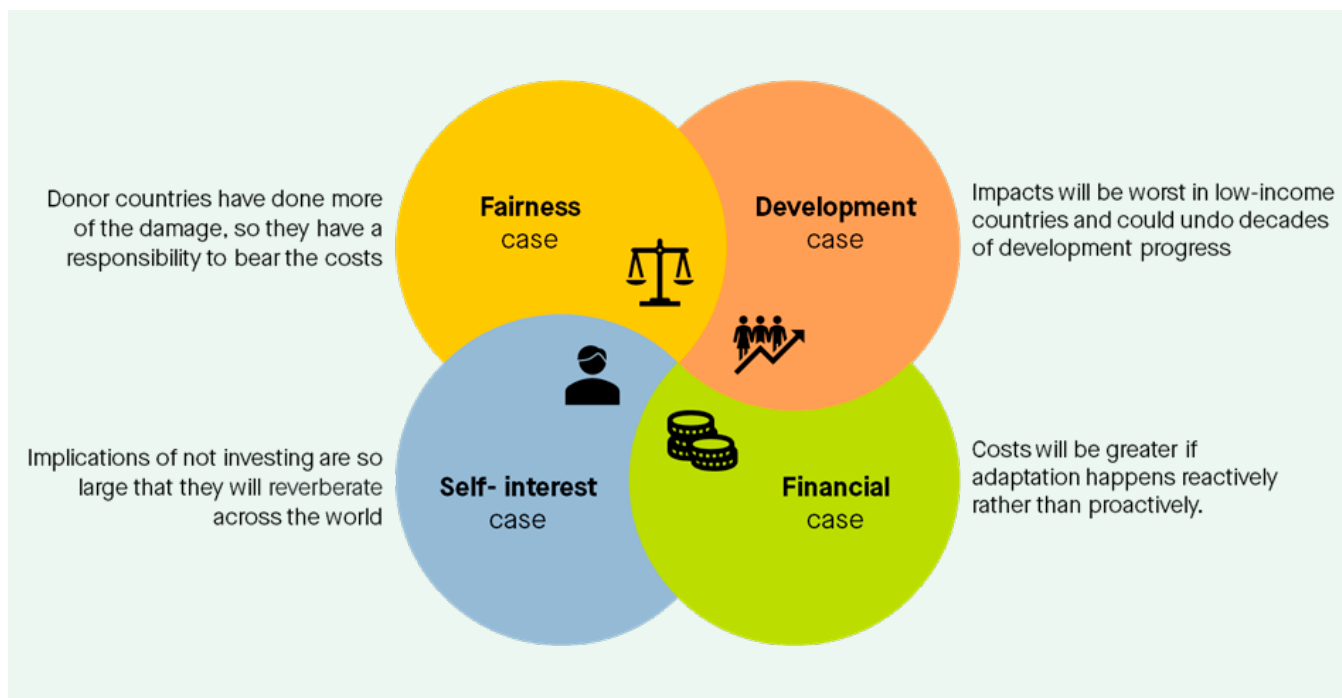 Donor countries have done more
of the damage, so they have a
responsibility to bear the costs
Fairness
case
Development
case
Impacts will be worst in low-income
countries and could undo decades
of development progress
Implications of not investing are so
large that they will reverberate
across the world
Self- interest
case
Financial
case
Costs will be greater if
adaptation happens reactively
rather than proactively.